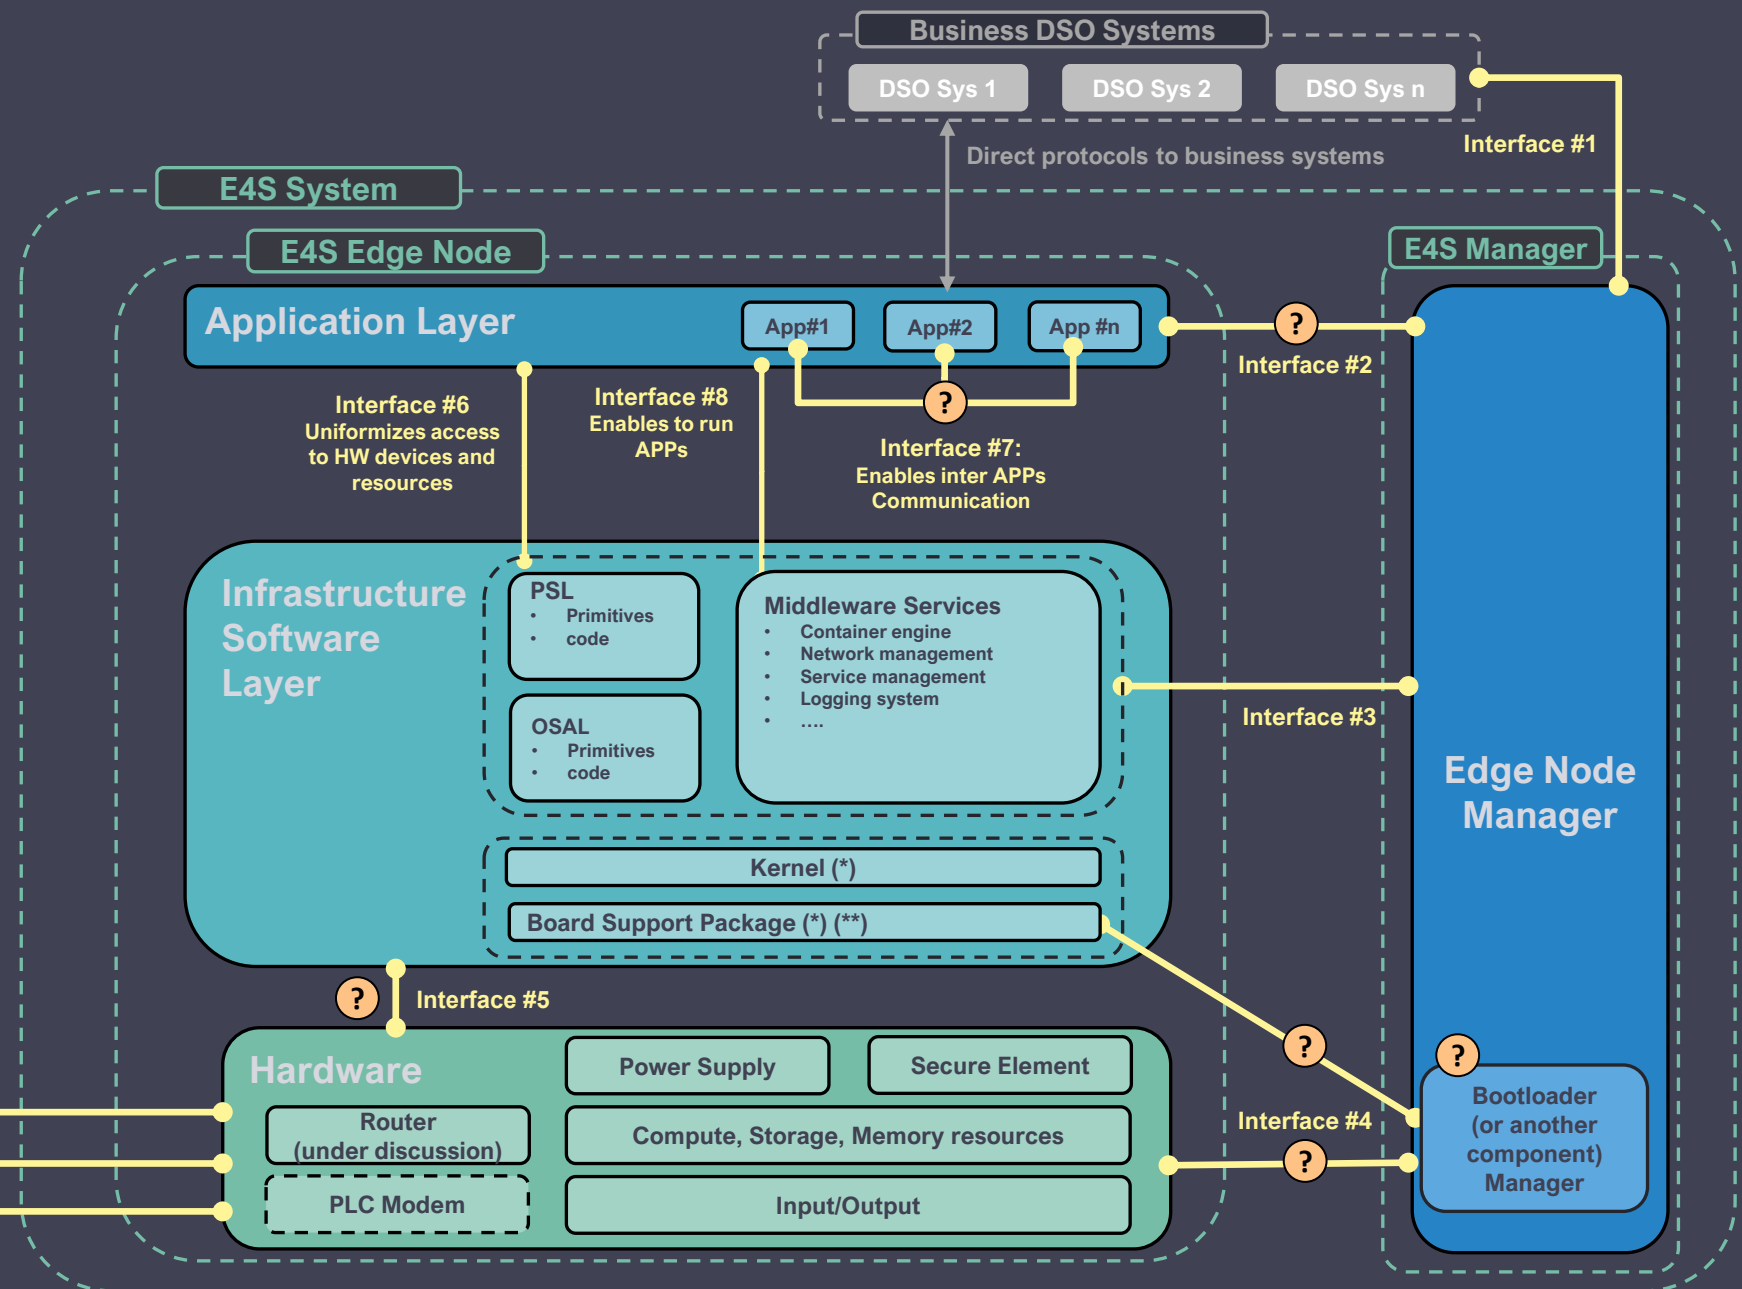 Business DSO Systems
DSO Sys 1
DSO Sys 2
DSO Sys n
Direct protocols to business systems
Interface #1
E4S System
E4S Edge Node
E4S Manager
Application Layer
App#1
App#2
App #n
?
Interface #2
Interface #6
Uniformizes access
to HW devices and
resources
Interface #8
Enables to run
APPs
?
Interface #7:
Enables inter APPs
Communication
Infrastructure
Software
Layer
PSL
• Primitives
• code
OSAL
• Primitives
• code
Middleware Services
• Container engine
• Network management
• Service management
• Logging system
• ....
Interface #3
Edge Node
Manager
Kernel (*)
Board Support Package (*) (**)
?
Interface #5
Hardware
Power Supply
Secure Element
Router
(under discussion)
Compute, Storage, Memory resources
PLC Modem
Input/Output
?
Interface #4
?
?
Bootloader
(or another
component)
Manager